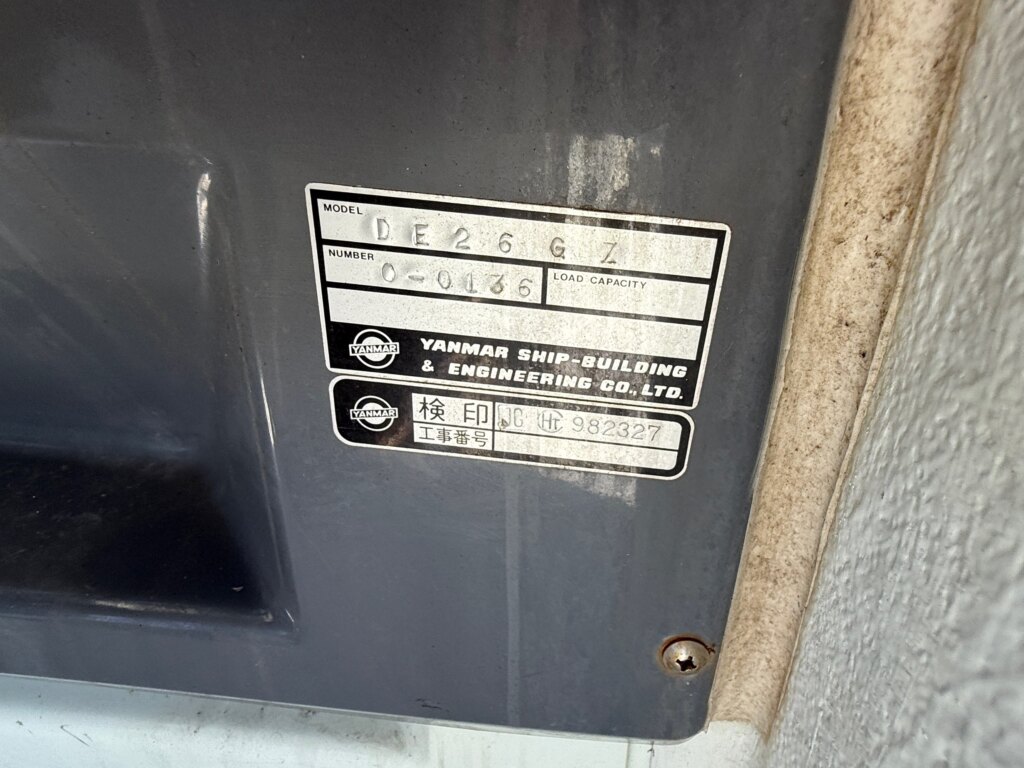 MODEL DE26GZ
NUMBER 0-0136 LOAD CAPACITY
YANMAR YANMAR SHIP-BUILDING
& ENGINEERING CO., LTD.
YANMAR 検印 982327
工事番号